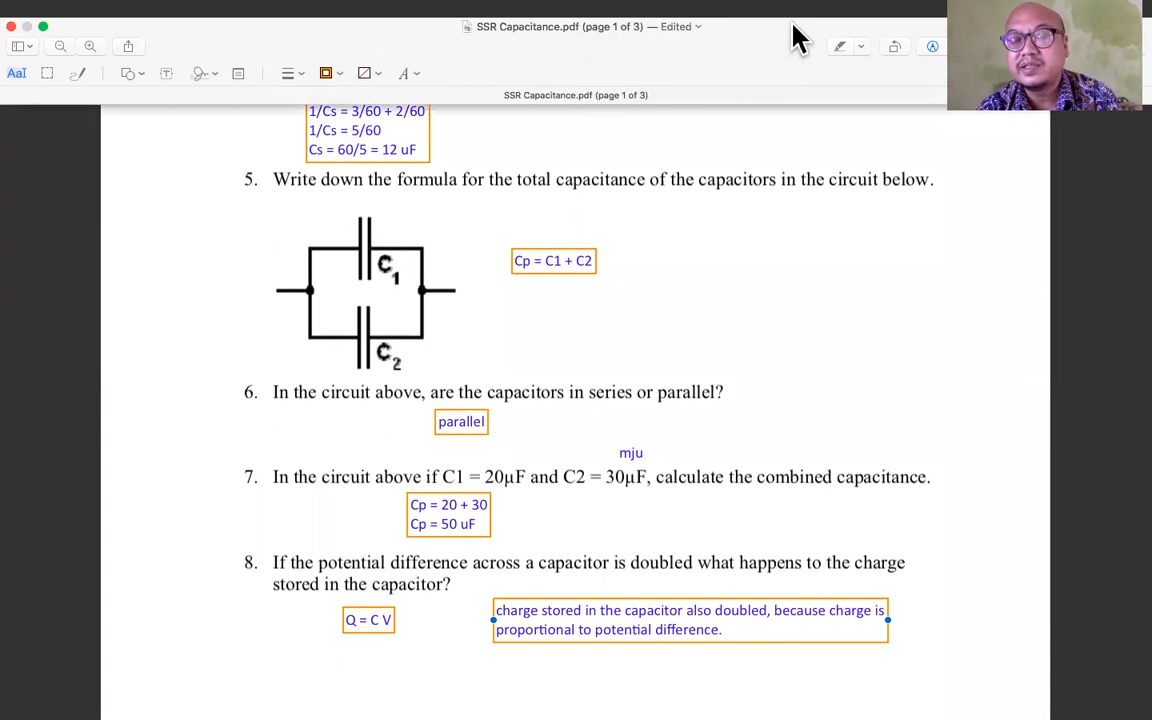 SSR Capacitance.pdf (page 1 of 3) — Edited
AaI
A
SSR Capacitance.pdf (page 1 of 3)
1/Cs = 3/60 + 2/60
1/Cs = 5/60
Cs = 60/5 = 12 uF
5. Write down the formula for the total capacitance of the capacitors in the circuit below.
C1
Cp = C1 + C2
C2
6. In the circuit above, are the capacitors in series or parallel?
parallel
mju
7. In the circuit above if C1 = 20μF and C2 = 30μF, calculate the combined capacitance.
Cp = 20 + 30
Cp = 50 uF
8. If the potential difference across a capacitor is doubled what happens to the charge
stored in the capacitor?
Q = C V
charge stored in the capacitor also doubled, because charge is
proportional to potential difference.